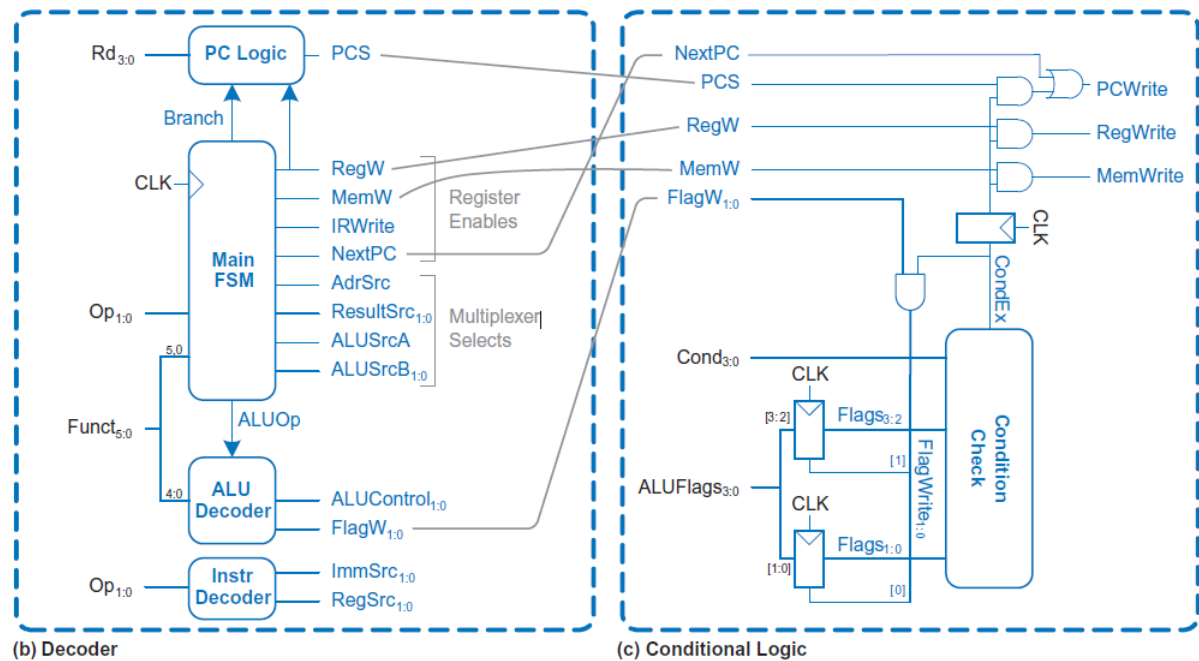 Rd3:0
PC Logic
PCS
Branch
CLK
Main
FSM
RegW
MemW
IRWrite
NextPC
Register
Enables
AdrSrc
ResultSrc1:0
ALUSrcA
ALUSrcB1:0
Multiplexer
Selects
Op1:0
5,0
Funct5:0
ALUOp
4:0
ALU
Decoder
ALUControl1:0
FlagW1:0
Op1:0
Instr
Decoder
ImmSrc1:0
RegSrc1:0
(b) Decoder
NextPC
PCS
RegW
MemW
FlagW1:0
PCWrite
RegWrite
MemWrite
CLK
CondEx
Cond3:0
CLK
[3:2]
Flags3:2
[1]
FlagWrite1:0
ALUFlags3:0
CLK
[1:0]
Flags1:0
[0]
Condition
Check
(c) Conditional Logic